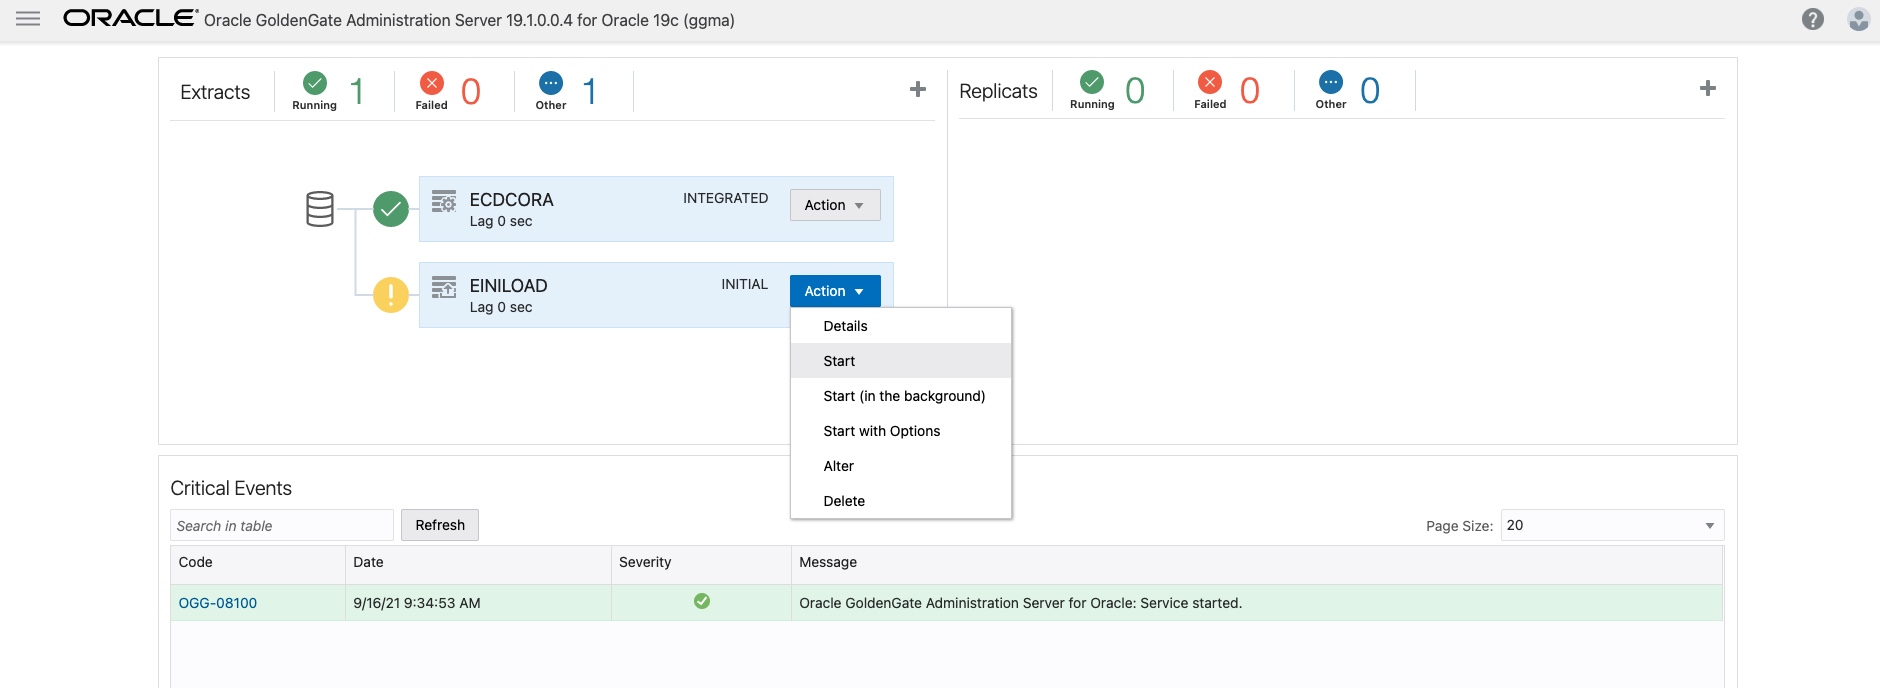 ORACLE® Oracle GoldenGate Administration Server 19.1.0.0.4 for Oracle 19c (ggma)
Extracts
Running 1
Failed 0
Other 1
Replicats
Running 0
Failed 0
Other 0
ECDCORA
Lag 0 sec
INTEGRATED
Action
EINILOAD
Lag 0 sec
INITIAL
Action
Details
Start
Start (in the background)
Start with Options
Alter
Delete
Critical Events
Search in table
Refresh
Page Size: 20
Code Date Severity Message
OGG-08100 9/16/21 9:34:53 AM Oracle GoldenGate Administration Server for Oracle: Service started.